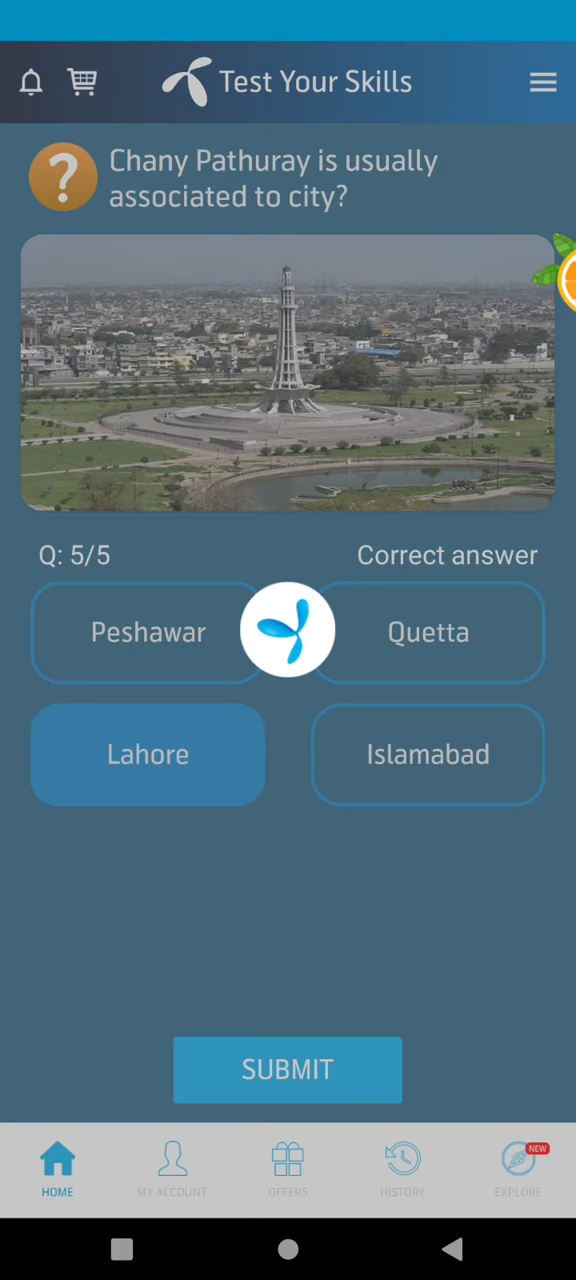 Test Your Skills
Chany Pathuray is usually
associated to city?
Q: 5/5
Correct answer
Peshawar
Quetta
Lahore
Islamabad
SUBMIT
NEW
HOME
MY ACCOUNT
OFFERS
HISTORY
EXPLORE